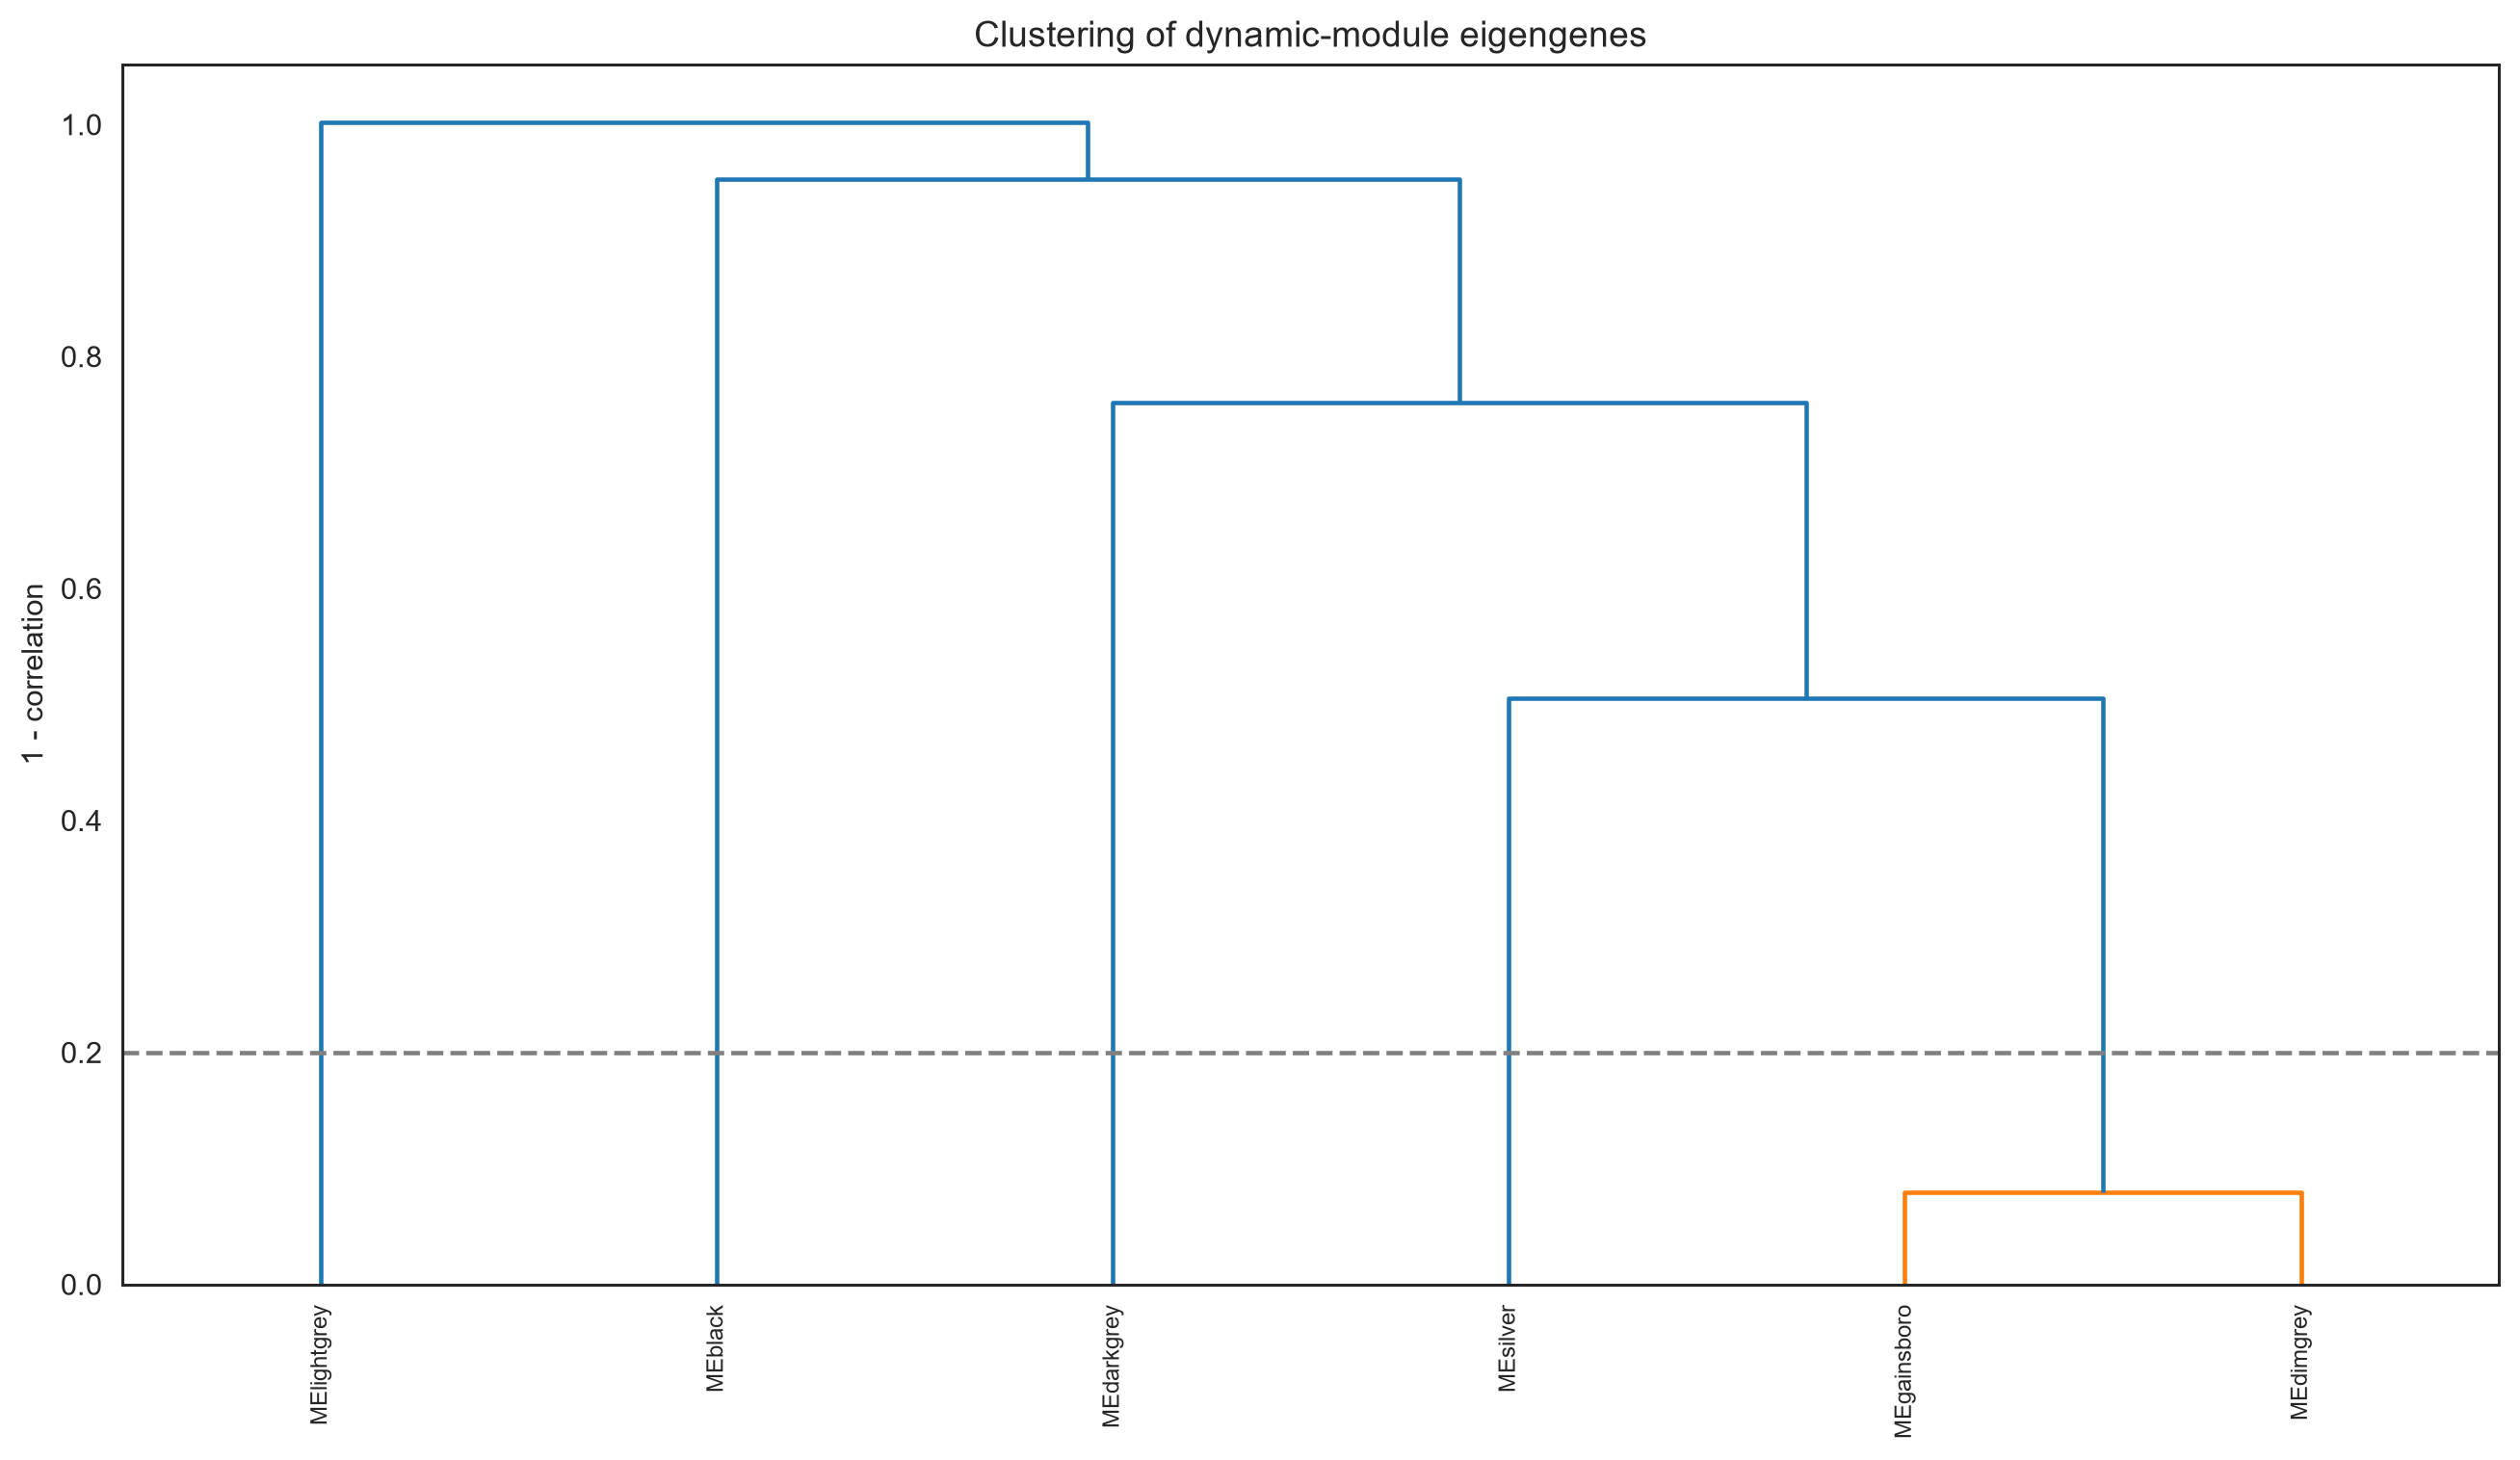 Clustering of dynamic-module eigengenes
1 - correlation
1.0
0.8
0.6
0.4
0.2
0.0
MElightgrey
MEblack
MEdarkgrey
MEsilver
MEgainsboro
MEdimgrey